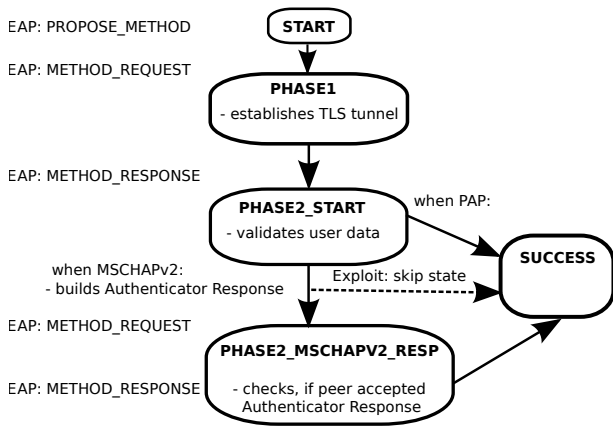 EAP: PROPOSE_METHOD
START
EAP: METHOD_REQUEST
PHASE1
- establishes TLS tunnel
EAP: METHOD_RESPONSE
PHASE2_START
- validates user data
when PAP:
SUCCESS
when MSCHAPv2:
- builds Authenticator Response
Exploit: skip state
EAP: METHOD_REQUEST
PHASE2_MSCHAPV2_RESP
- checks, if peer accepted
Authenticator Response
EAP: METHOD_RESPONSE